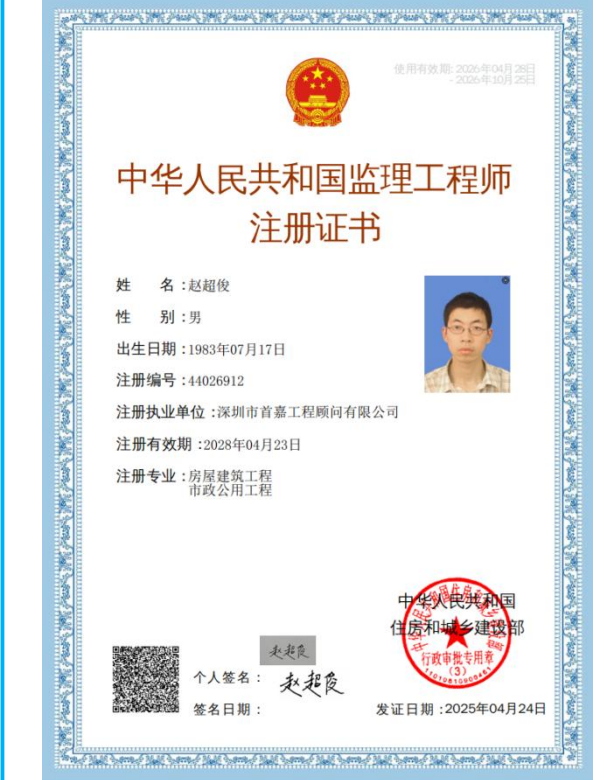 使用有效期: 2026年04月28日
- 2026年10月25日
中华人民共和国监理工程师
注册证书
姓 名:赵超俊
性 别:男
出生日期:1983年07月17日
注册编号:44026912
注册执业单位:深圳市首嘉工程顾问有限公司
注册有效期:2028年04月23日
注册专业:房屋建筑工程
市政公用工程
中华人民共和国
住房和城乡建设部
行政审批专用章
(3)
赵超俊
个人签名:赵超俊
签名日期:
发证日期:2025年04月24日